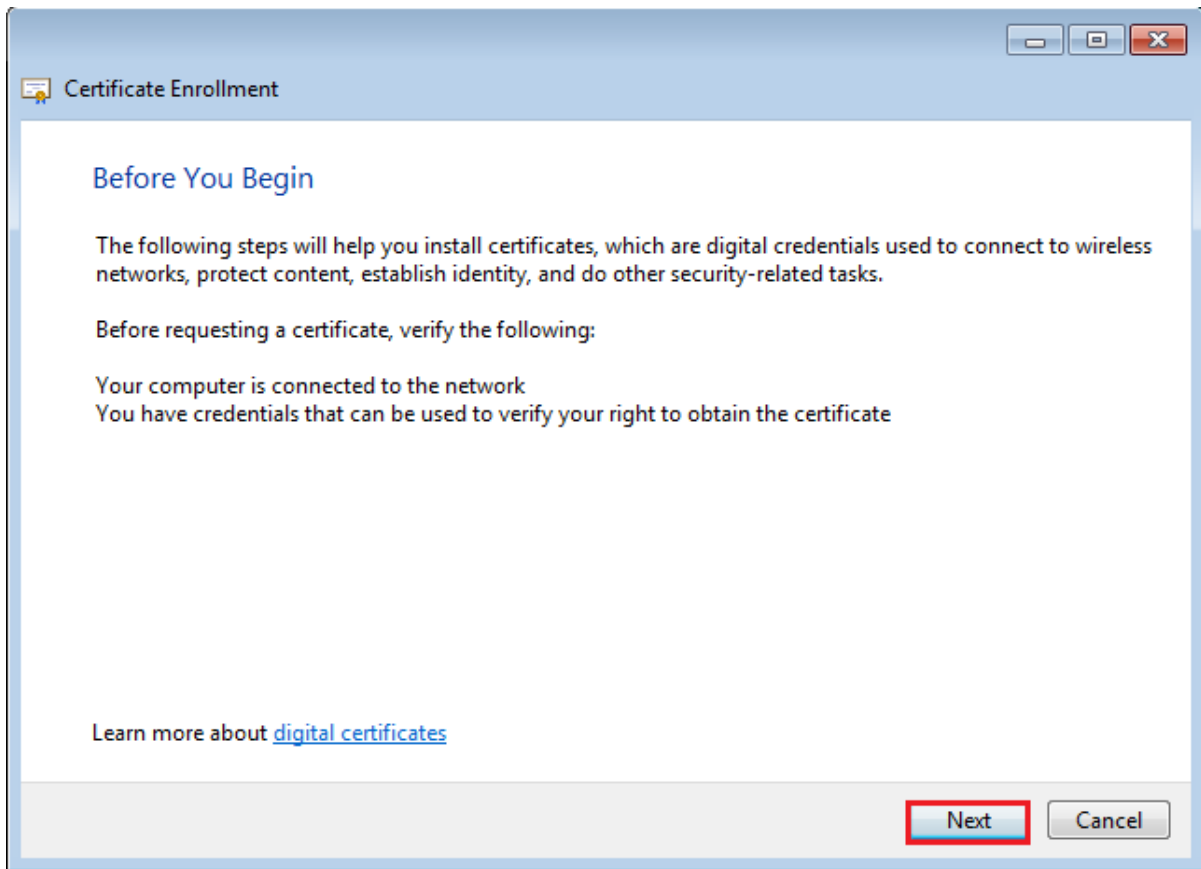 Certificate Enrollment
Before You Begin
The following steps will help you install certificates, which are digital credentials used to connect to wireless
networks, protect content, establish identity, and do other security-related tasks.
Before requesting a certificate, verify the following:
Your computer is connected to the network
You have credentials that can be used to verify your right to obtain the certificate
Learn more about digital certificates
Next
Cancel